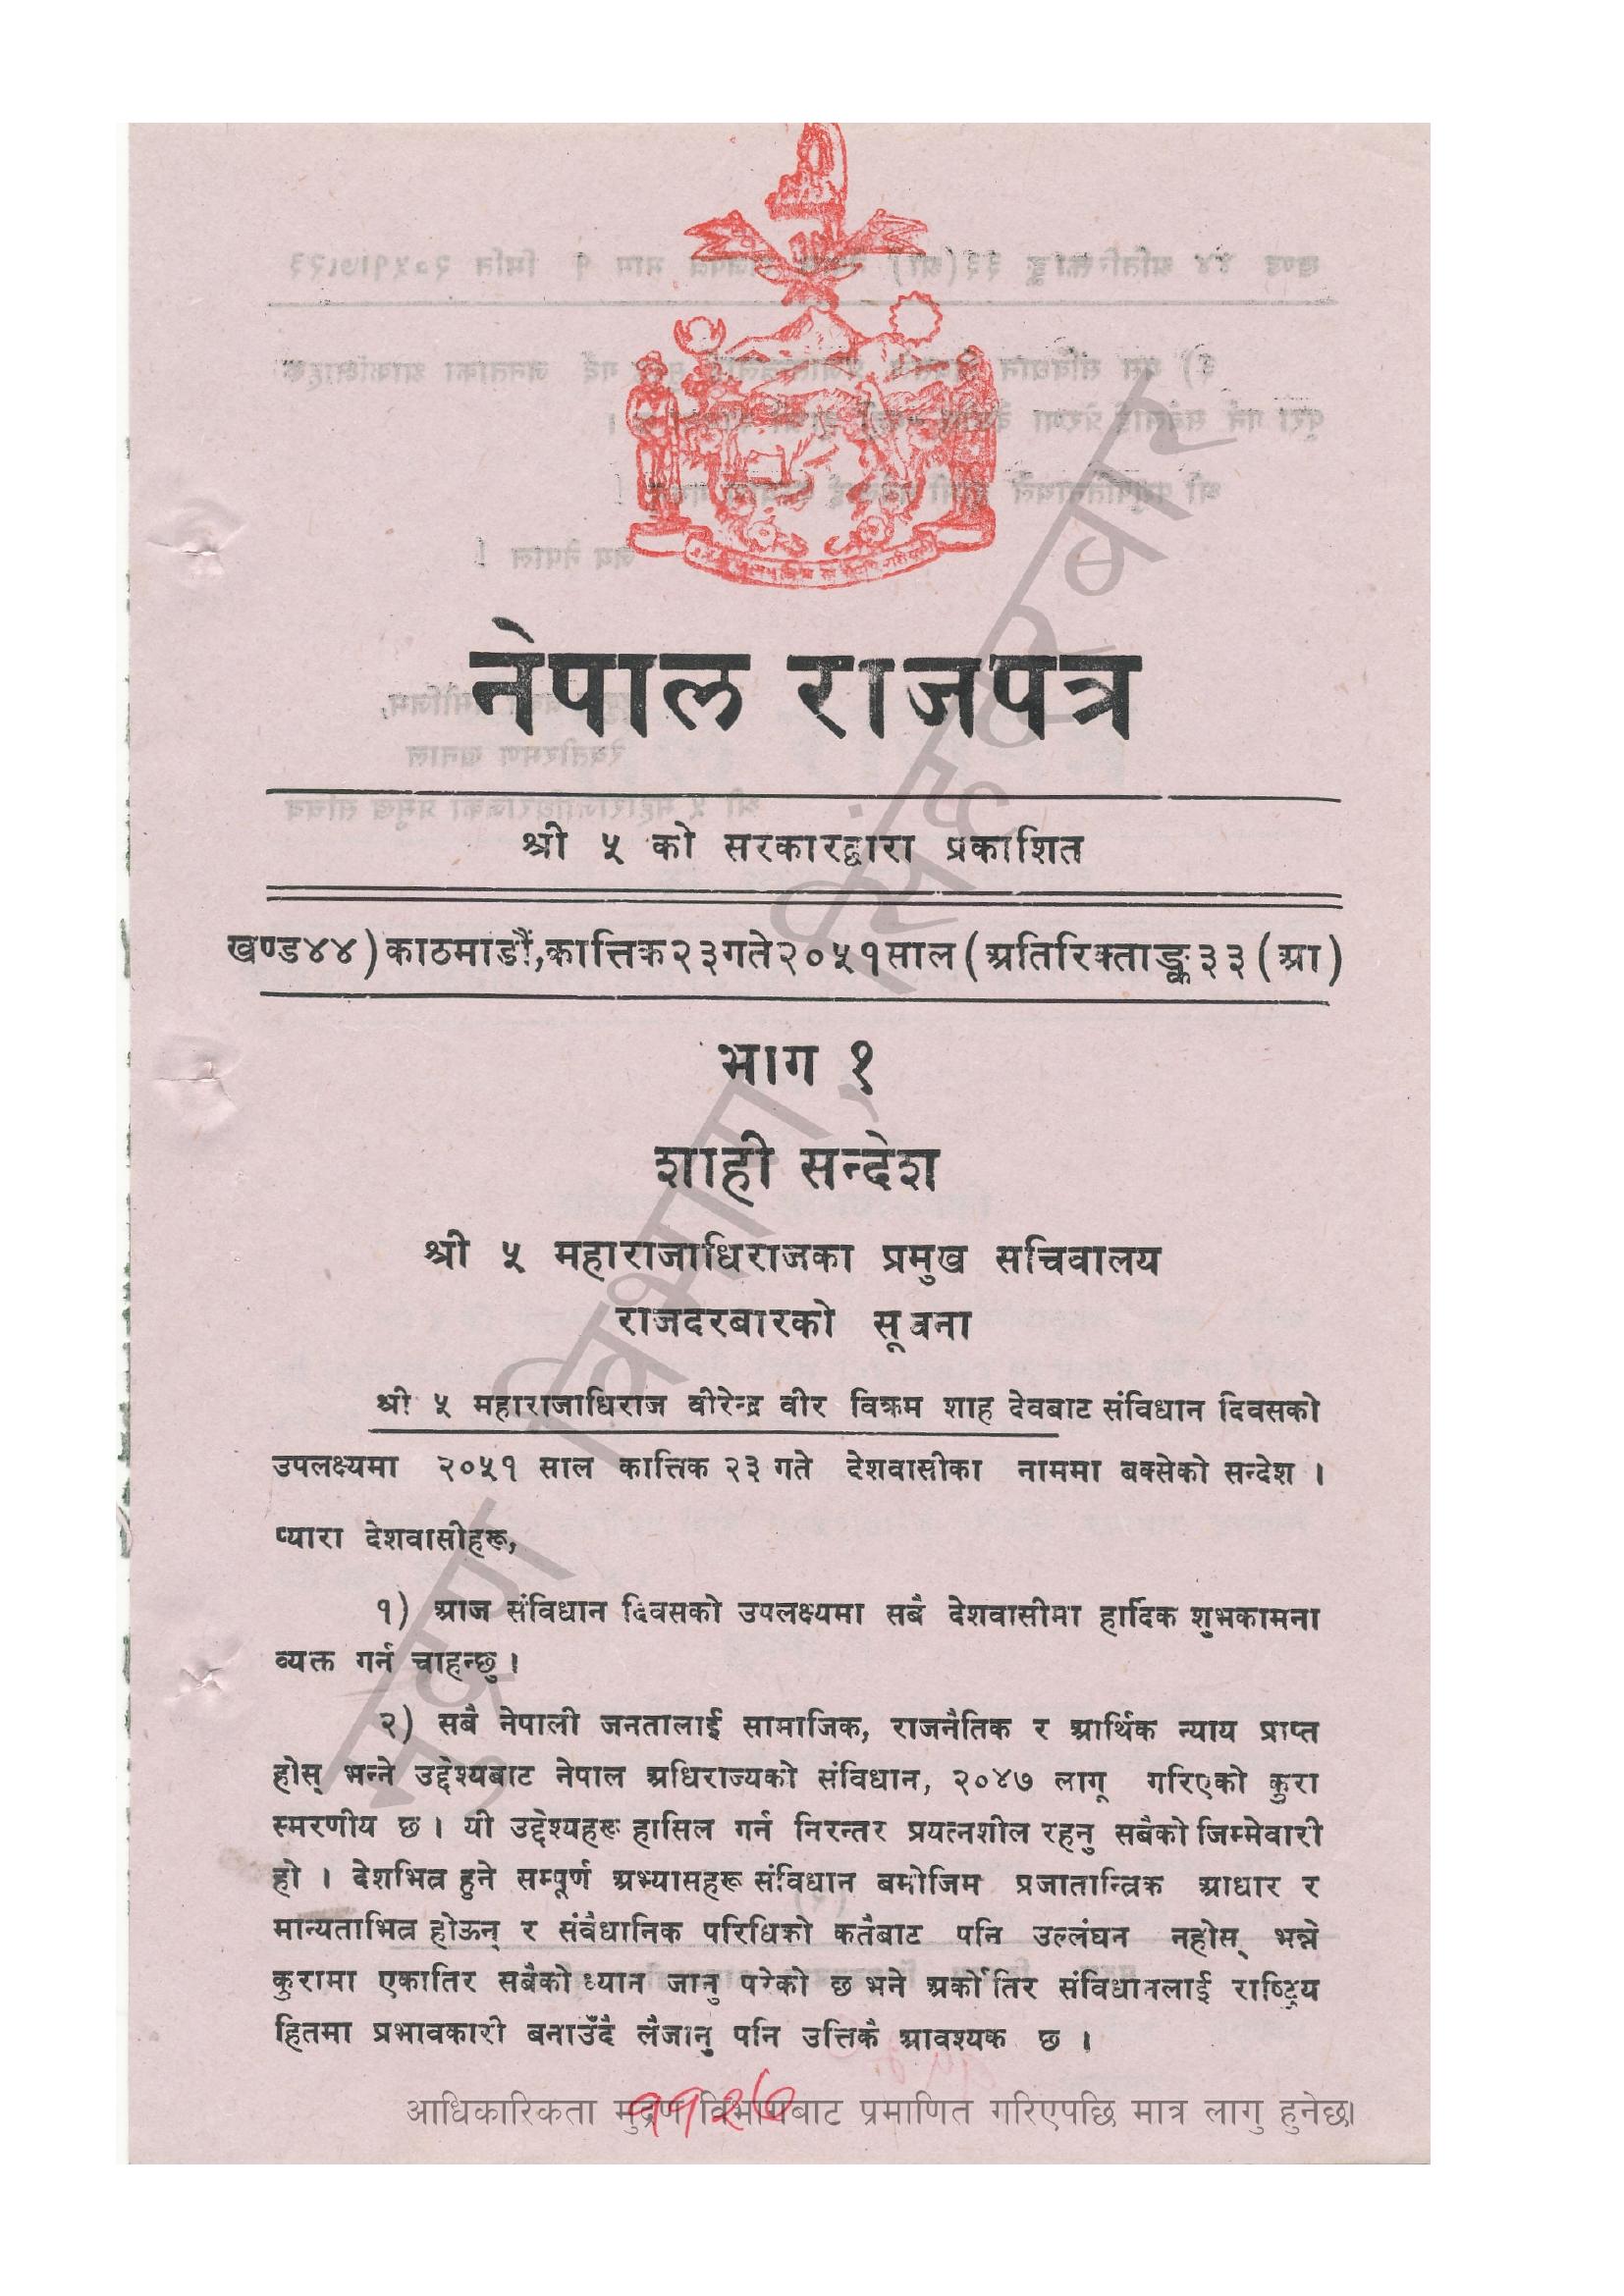 नेपाल राजपत्र
श्री ५ को सरकारद्वारा प्रकाशित
खण्ड ४४) काठमाडौं, कात्तिक २३ गते २०५१ साल (अतिरिक्ताङ्क ३३ (आ)
भाग १
शाही सन्देश
श्री ५ महाराजाधिराजका प्रमुख सचिवालय
राजदरबारको सूचना
श्री ५ महाराजाधिराज वीरेन्द्र वीर विक्रम शाह देवबाट संविधान दिवसको
उपलक्ष्यमा २०५१ साल कात्तिक २३ गते देशवासीका नाममा बक्सेको सन्देश ।
प्यारा देशवासीहरू,
१) आज संविधान दिवसको उपलक्ष्यमा सबै देशवासीमा हार्दिक शुभकामना
व्यक्त गर्न चाहन्छु ।
२) सबै नेपाली जनतालाई सामाजिक, राजनैतिक र आर्थिक न्याय प्राप्त
होस् भन्ने उद्देश्यबाट नेपाल अधिराज्यको संविधान, २०४७ लागू गरिएको कुरा
स्मरणीय छ । यी उद्देश्यहरू हासिल गर्न निरन्तर प्रयत्नशील रहनु सबैको जिम्मेवारी
हो । देशभित्र हुने सम्पूर्ण अभ्यासहरू संविधान बमोजिम प्रजातान्त्रिक आधार र
मान्यताभित्र होऊन् र संवैधानिक परिधिको कतैबाट पनि उल्लंघन नहोस् भन्ने
कुरामा एकातिर सबैको ध्यान जानु परेको छ भने अर्कोतिर संविधानलाई राष्ट्रिय
हितमा प्रभावकारी बनाउँदै लैजानु पनि उत्तिकै आवश्यक छ ।
११२७
आधिकारिकता मुद्रण विभागबाट प्रमाणित गरिएपछि मात्र लागु हुनेछ।
मुद्रण विभाग, सिंहदरबार